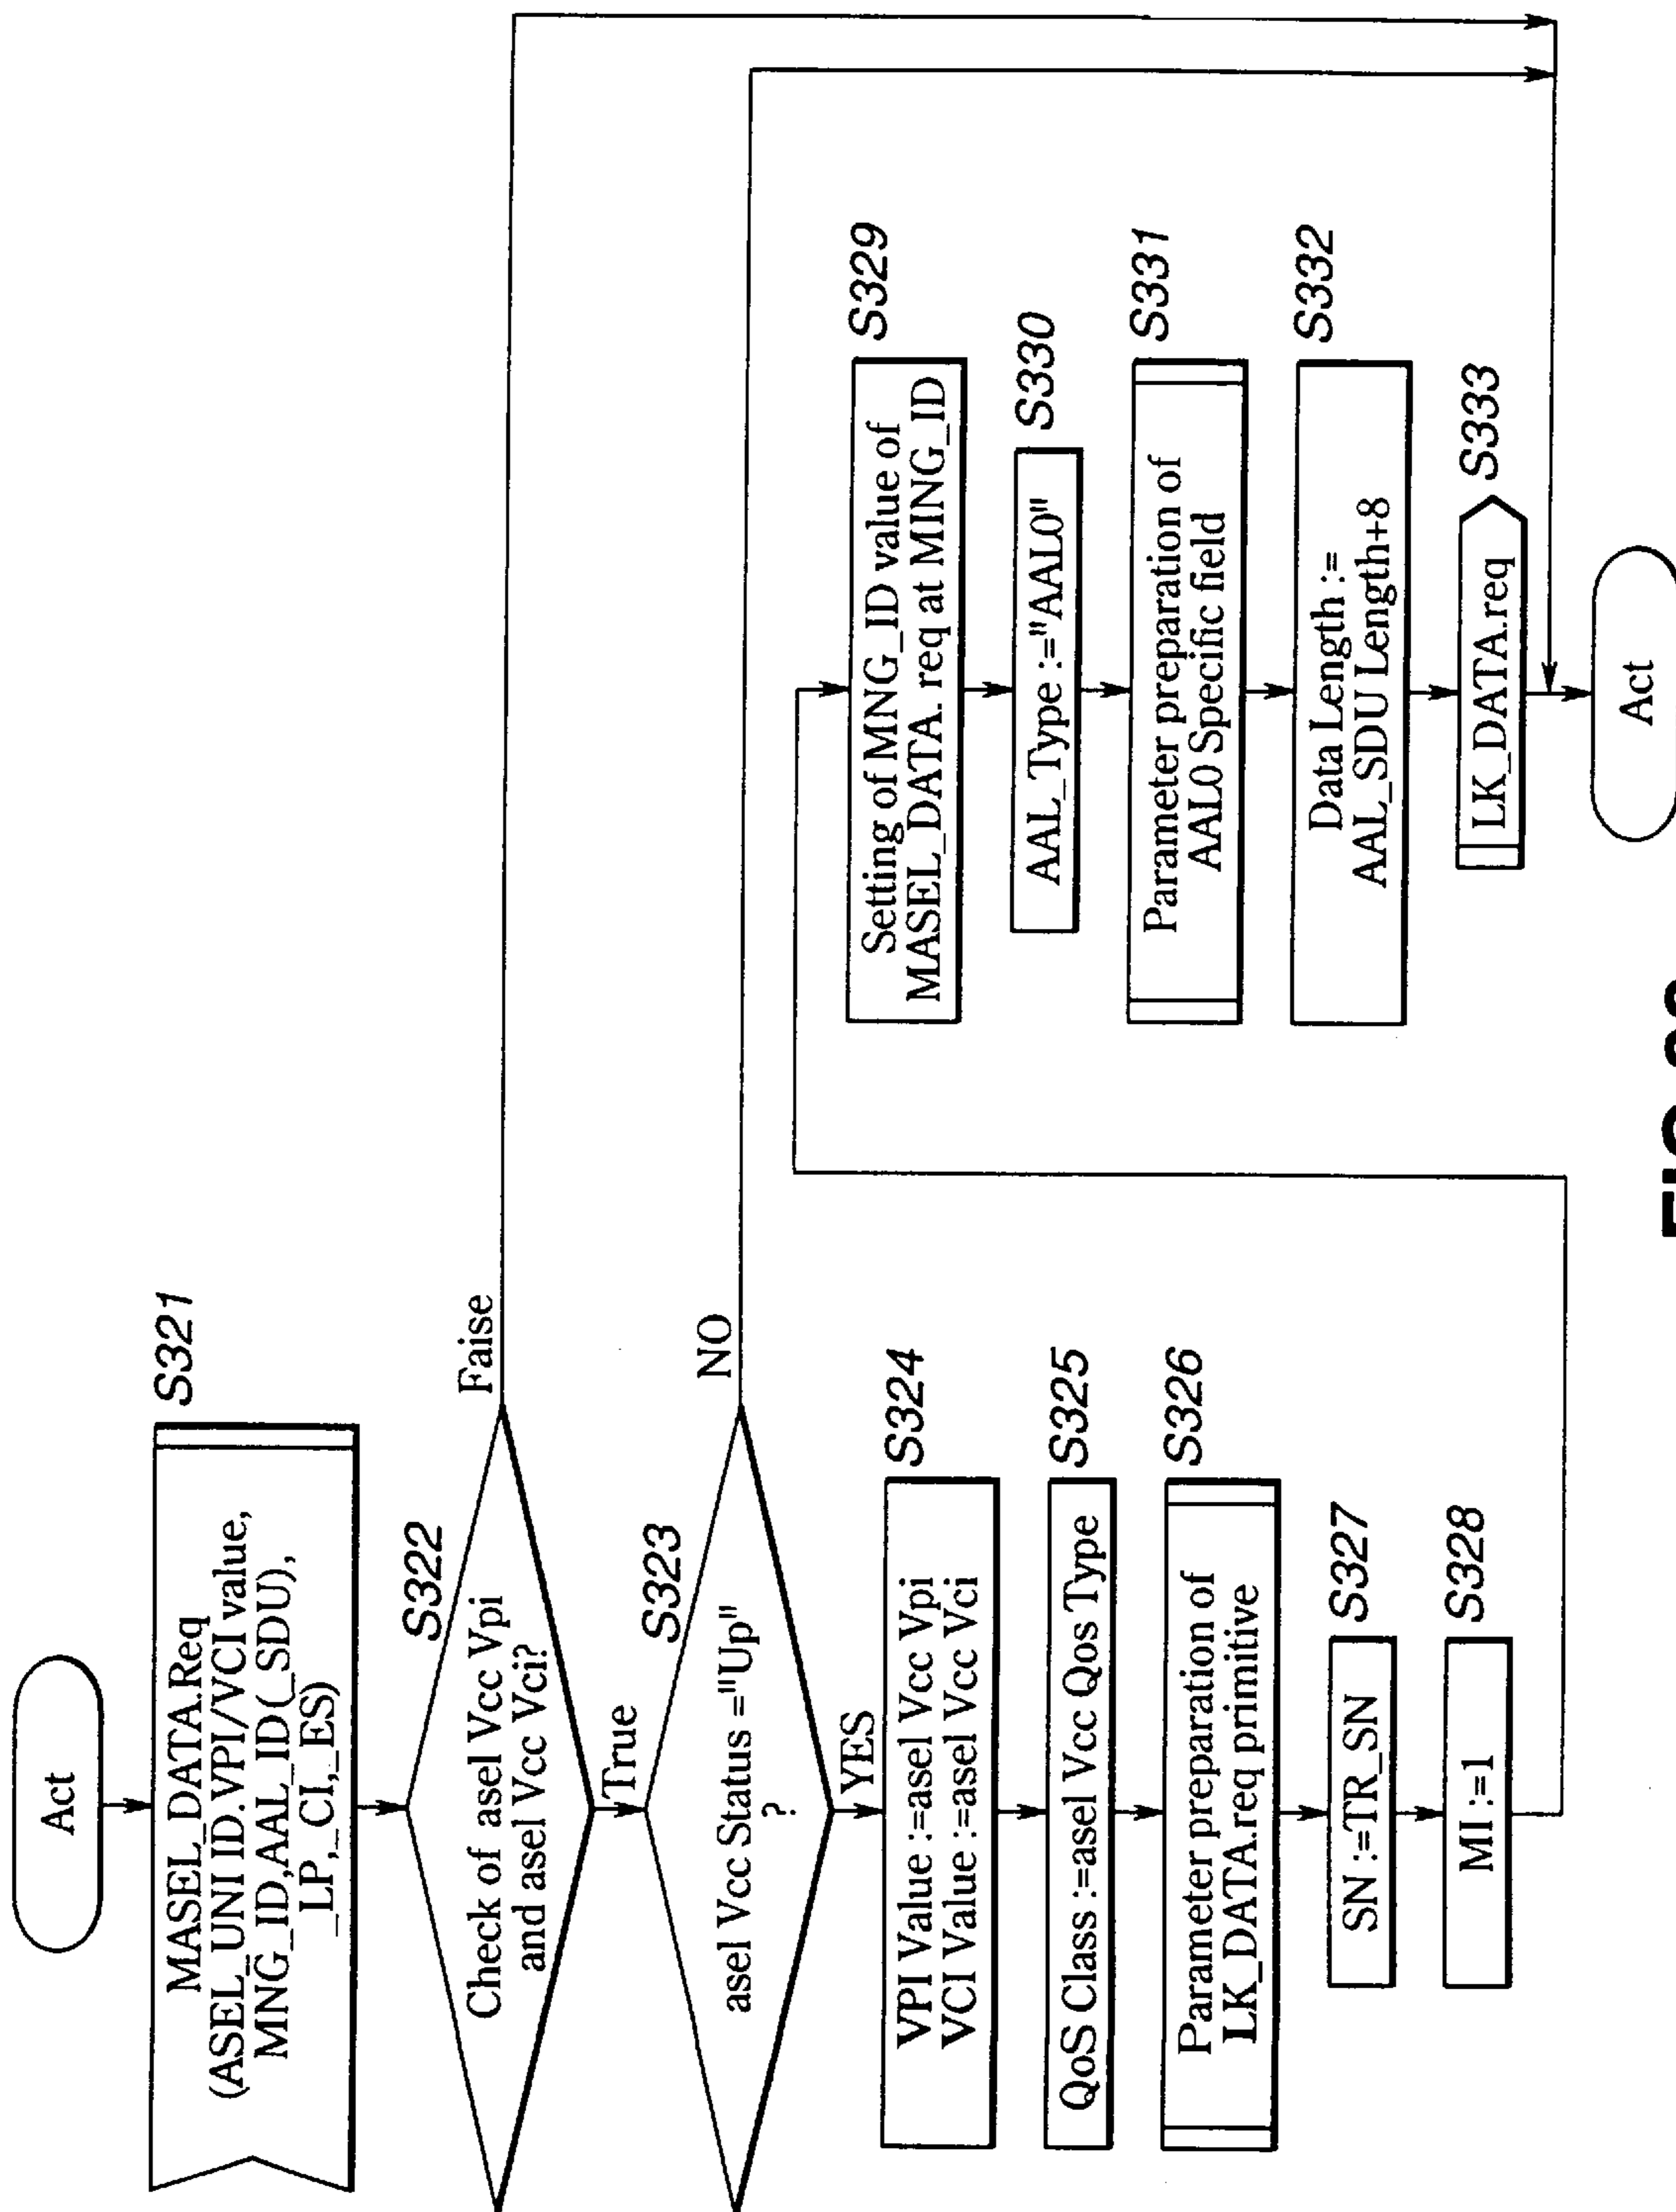 Act
S321
MASEL_DATA.Req
(ASEL_UNI ID.VPI/VCI value,
MNG_ID,AAL_ID(_SDU),
_LP,_CI,_ES)
S322
Check of asel Vcc Vpi
and asel Vcc Vci?
Faise
True
S323
asel Vcc Status ="Up"
?
NO
YES
S324
VPI Value :=asel Vcc Vpi
VCI Value :=asel Vcc Vci
S325
QoS Class :=asel Vcc Qos Type
S326
Parameter preparation of
LK_DATA.req primitive
S327
SN :=TR_SN
S328
MI :=1
S329
Setting of MNG_ID value of
MASEL_DATA. req at MING_ID
S330
AAL_Type :="AAL0"
S331
Parameter preparation of
AAL0 Specific field
S332
Data Length :=
AAL_SDU Length+8
S333
LK_DATA.req
Act